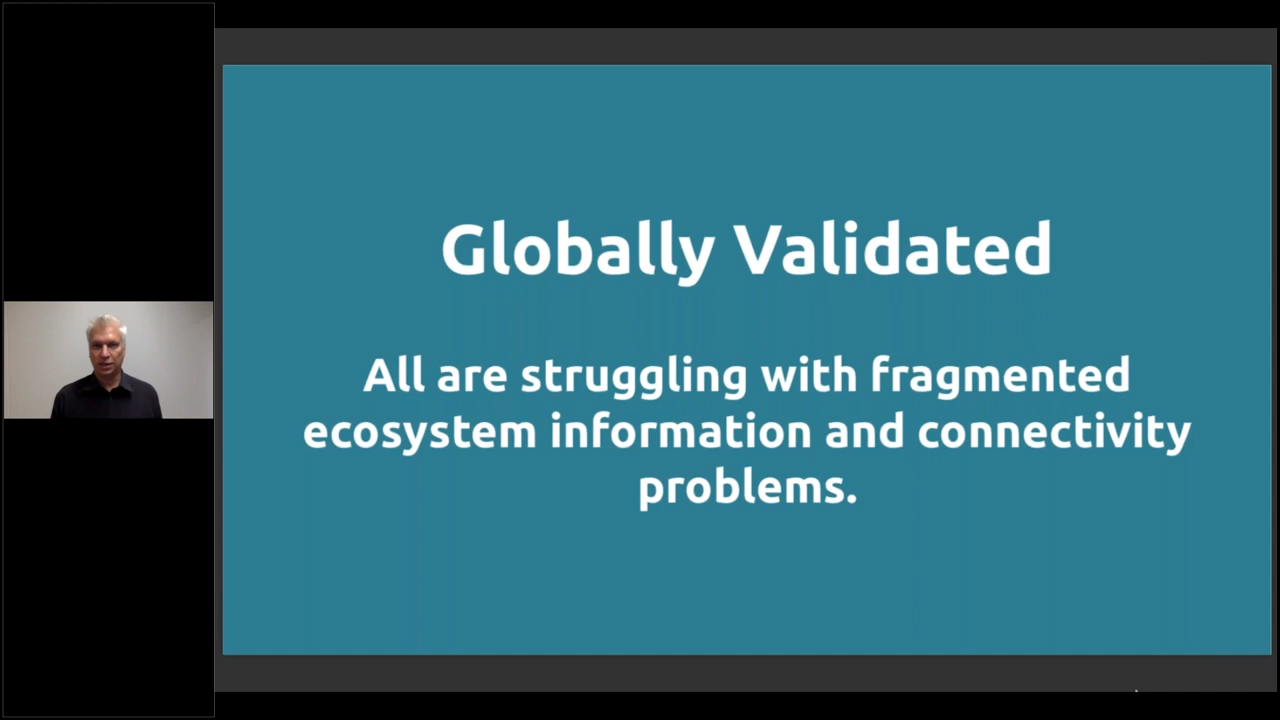 Globally Validated
All are struggling with fragmented
ecosystem information and connectivity
problems.